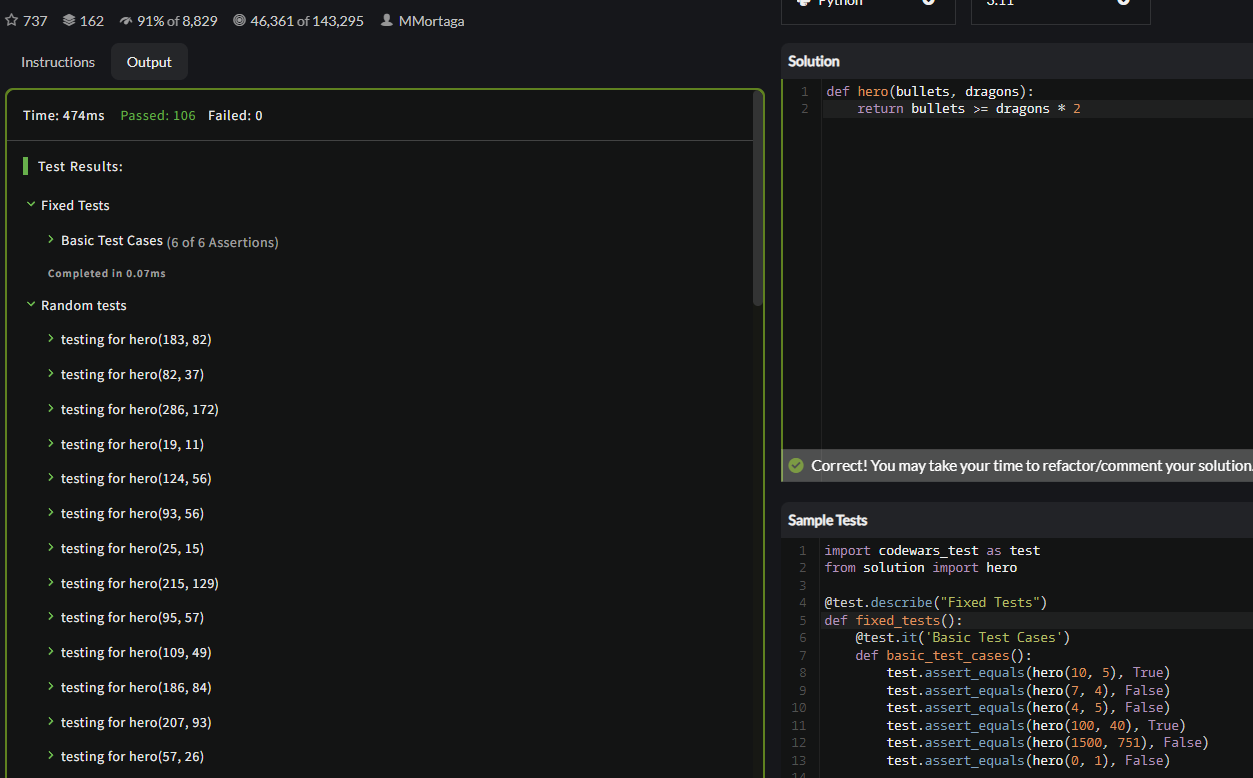 737 162 91% of 8,829 46,361 of 143,295 MMortaga
Instructions Output
Time: 474ms Passed: 106 Failed: 0
Test Results:
Fixed Tests
Basic Test Cases (6 of 6 Assertions)
Completed in 0.07ms
Random tests
testing for hero(183, 82)
testing for hero(82, 37)
testing for hero(286, 172)
testing for hero(19, 11)
testing for hero(124, 56)
testing for hero(93, 56)
testing for hero(25, 15)
testing for hero(215, 129)
testing for hero(95, 57)
testing for hero(109, 49)
testing for hero(186, 84)
testing for hero(207, 93)
testing for hero(57, 26)
Python 3.11
Solution
1 def hero(bullets, dragons):
2 return bullets >= dragons * 2
Correct! You may take your time to refactor/comment your solution.
Sample Tests
1 import codewars_test as test
2 from solution import hero
3
4 @test.describe("Fixed Tests")
5 def fixed_tests():
6 @test.it('Basic Test Cases')
7 def basic_test_cases():
8 test.assert_equals(hero(10, 5), True)
9 test.assert_equals(hero(7, 4), False)
10 test.assert_equals(hero(4, 5), False)
11 test.assert_equals(hero(100, 40), True)
12 test.assert_equals(hero(1500, 751), False)
13 test.assert_equals(hero(0, 1), False)
14